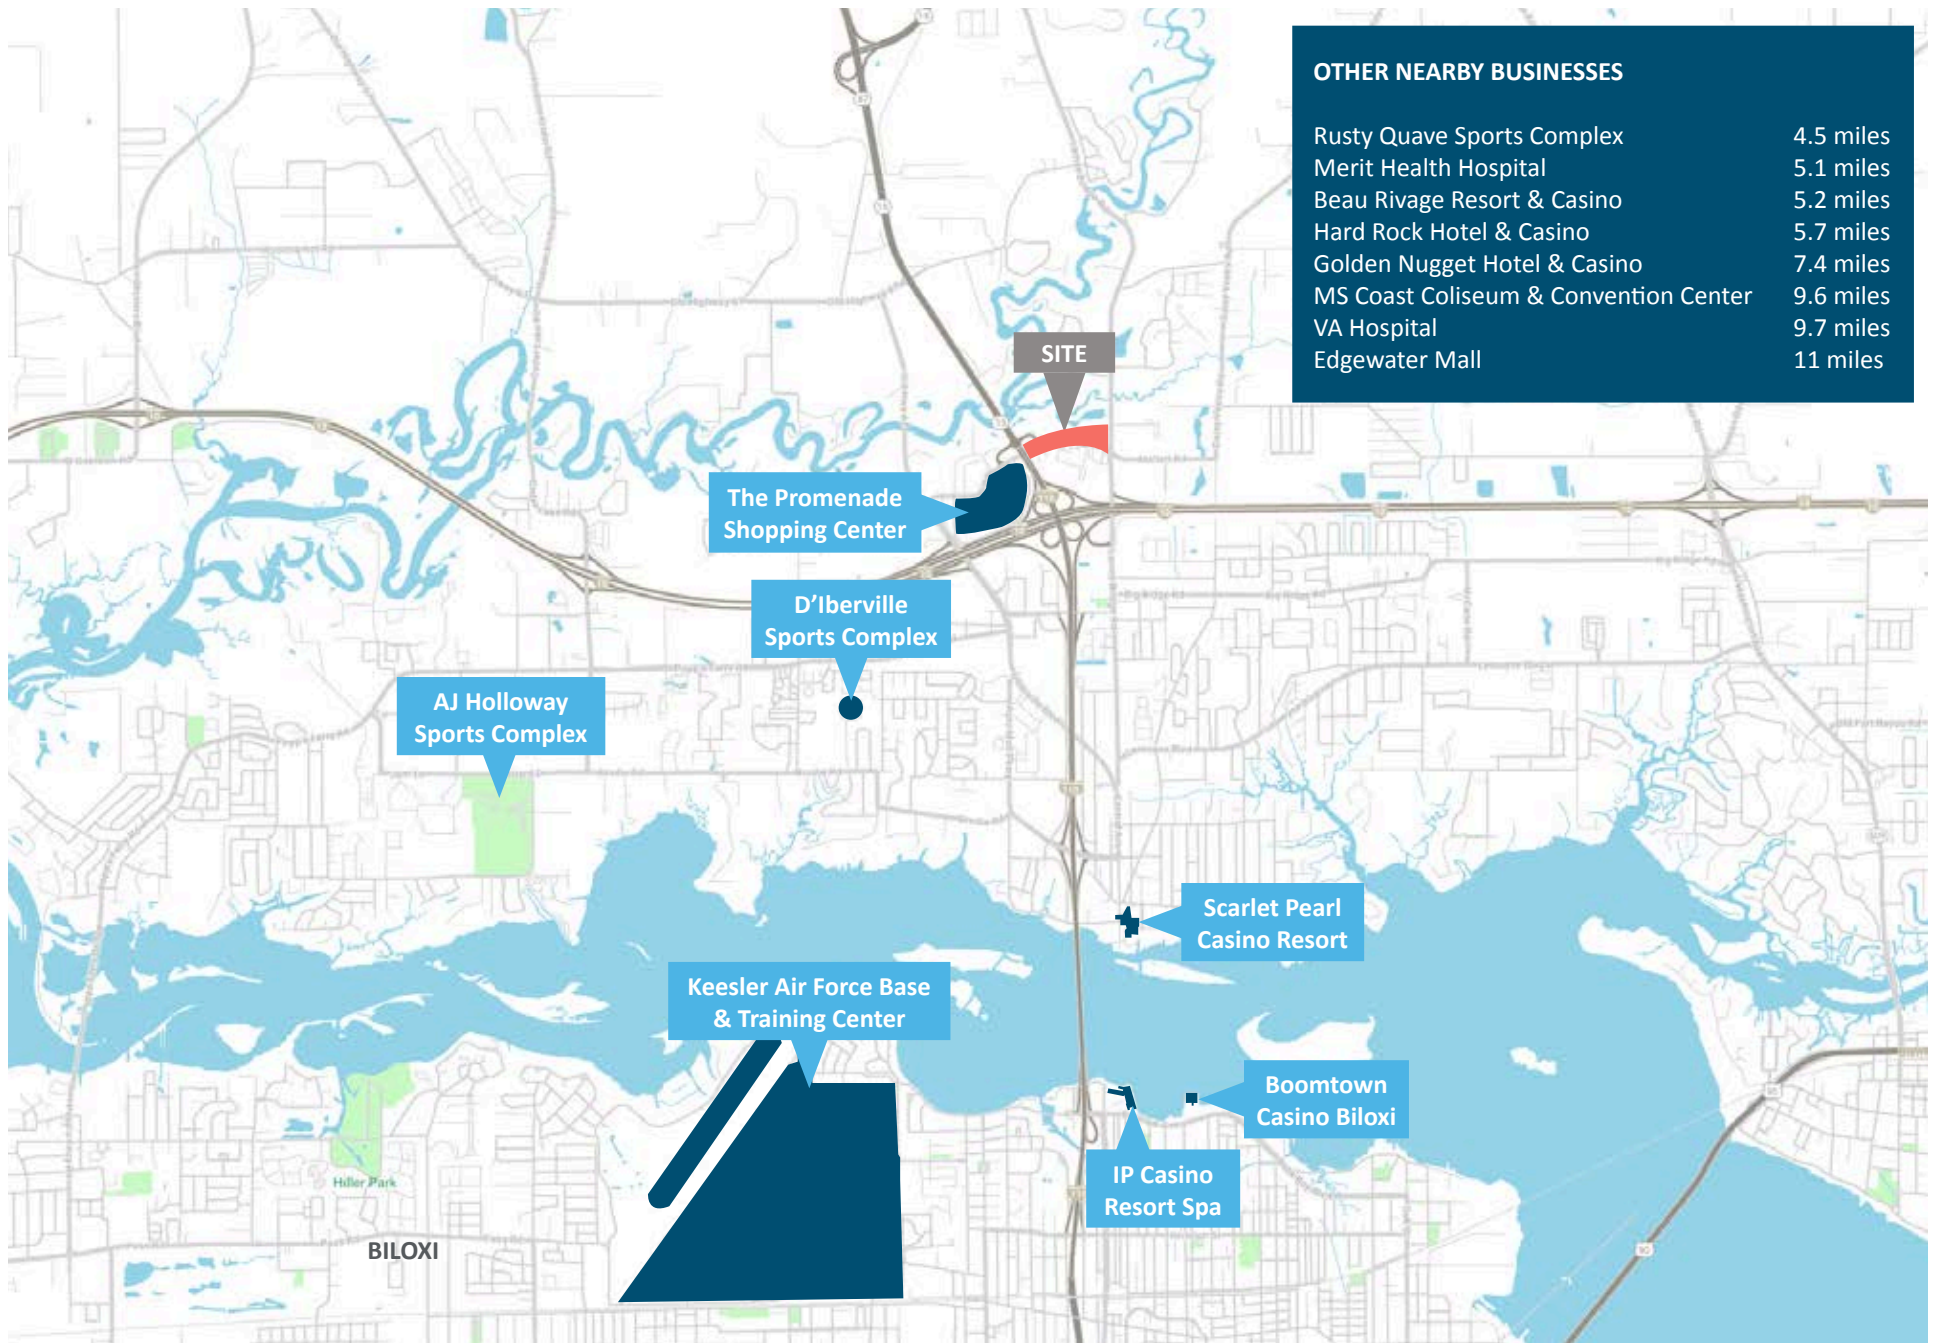 OTHER NEARBY BUSINESSES
Rusty Quave Sports Complex 4.5 miles
Merit Health Hospital 5.1 miles
Beau Rivage Resort & Casino 5.2 miles
Hard Rock Hotel & Casino 5.7 miles
Golden Nugget Hotel & Casino 7.4 miles
MS Coast Coliseum & Convention Center 9.6 miles
VA Hospital 9.7 miles
Edgewater Mall 11 miles
SITE
The Promenade
Shopping Center
D’Iberville
Sports Complex
AJ Holloway
Sports Complex
Scarlet Pearl
Casino Resort
Keesler Air Force Base
& Training Center
Boomtown
Casino Biloxi
IP Casino
Resort Spa
Hiller Park
BILOXI
90